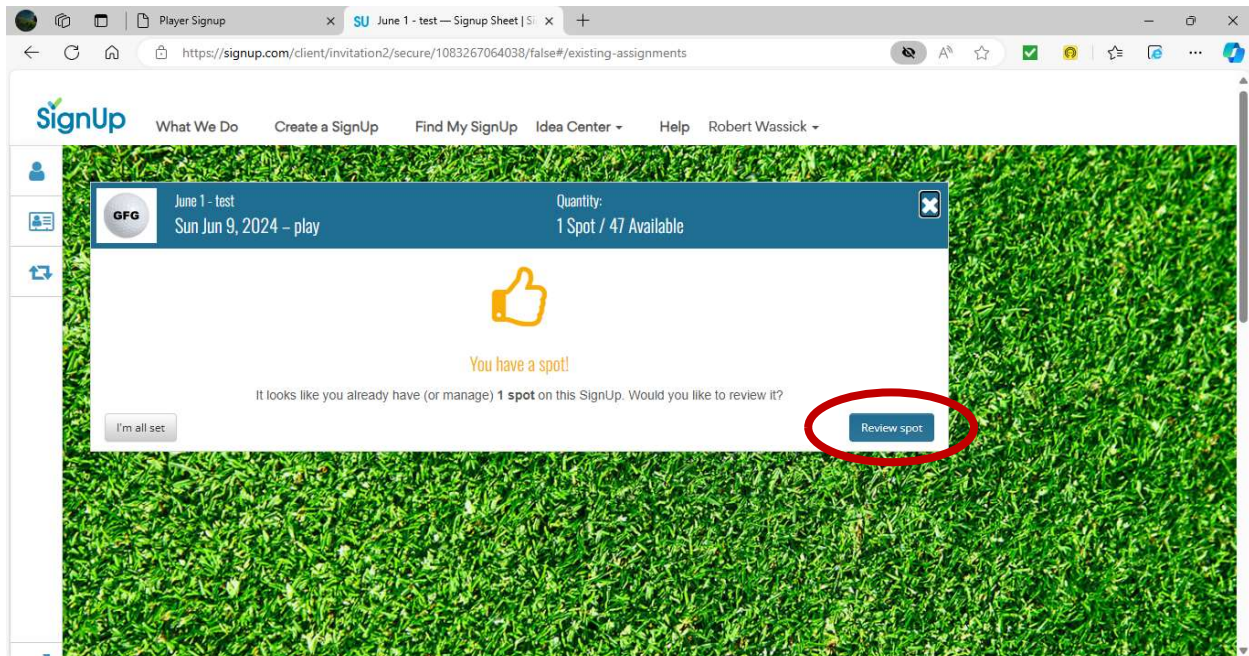 Player Signup
SU June 1 - test — Signup Sheet | Si
https://signup.com/client/invitation2/secure/1083267064038/false#/existing-assignments
SignUp What We Do Create a SignUp Find My SignUp Idea Center Help Robert Wassick
GFG
June 1 - test
Sun Jun 9, 2024 – play
Quantity:
1 Spot / 47 Available
You have a spot!
It looks like you already have (or manage) 1 spot on this SignUp. Would you like to review it?
I'm all set
Review spot